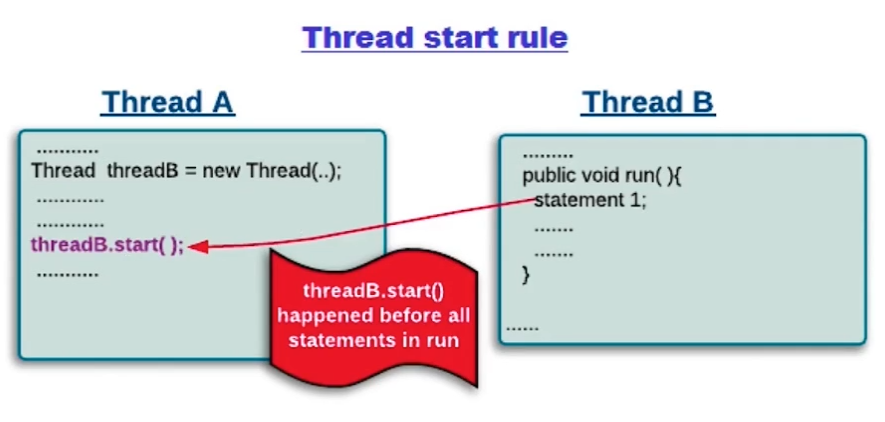 Thread start rule
Thread A
...........
Thread  threadB = new Thread(..);
............
............
threadB.start( );
...........
threadB.start()
happened before all
statements in run
Thread B
.........
public void run( ){
statement 1;
.......
.......
}
......